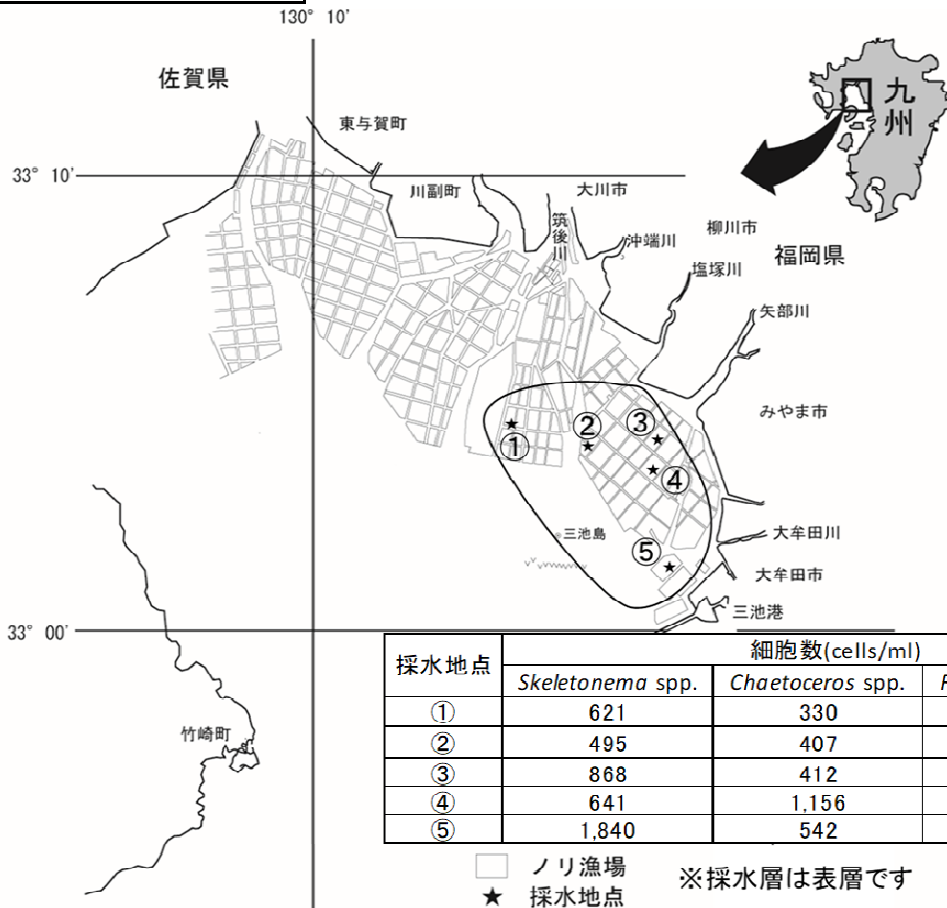 130° 10'
佐賀県
東与賀町
九州
33° 10'
川副町
大川市
筑後川
沖端川
柳川市
福岡県
塩塚川
矢部川
みやま市
①
②
③
④
⑤
三池島
大牟田川
大牟田市
三池港
33° 00'
竹崎町
採水地点 細胞数(cells/ml)
Skeletonema spp. Chaetoceros spp.
① 621 330
② 495 407
③ 868 412
④ 641 1,156
⑤ 1,840 542
ノリ漁場
★ 採水地点
※採水層は表層です